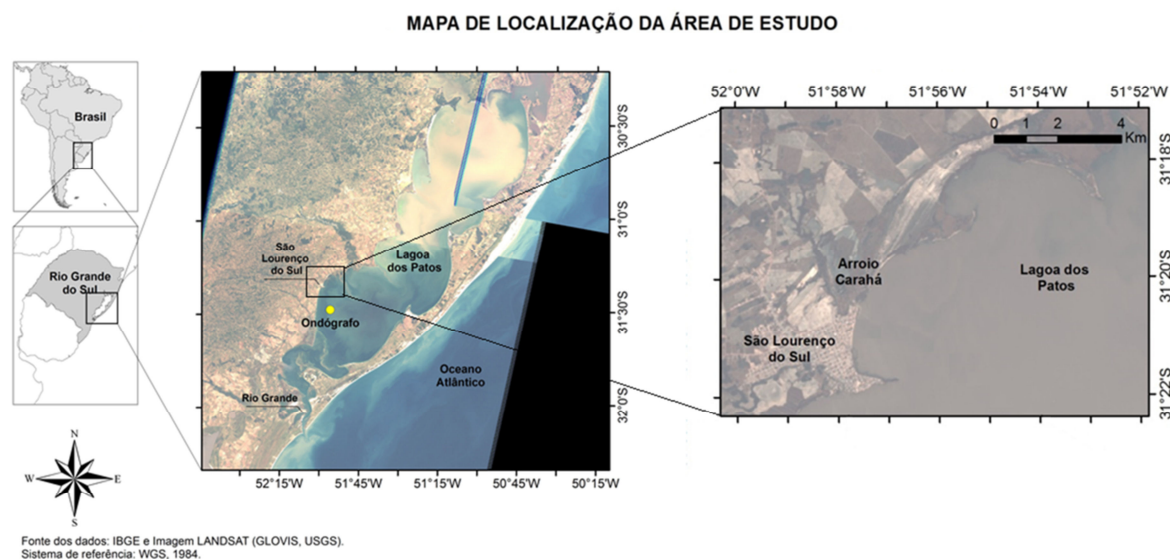 MAPA DE LOCALIZAÇÃO DA ÁREA DE ESTUDO
Brasil
Rio Grande
do Sul
N
W
E
S
São
Lourenço
do Sul
Lagoa
dos Patos
Ondógrafo
Oceano
Atlântico
Rio Grande
30°30'S
31°0'S
31°30'S
32°0'S
52°15'W
51°45'W
51°15'W
50°45'W
50°15'W
52°0'W
51°58'W
51°56'W
51°54'W
51°52'W
0 1 2 4
Km
31°18'S
31°20'S
31°22'S
Arroio
Carahá
Lagoa dos
Patos
São Lourenço
do Sul
Fonte dos dados: IBGE e Imagem LANDSAT (GLOVIS, USGS).
Sistema de referência: WGS, 1984.